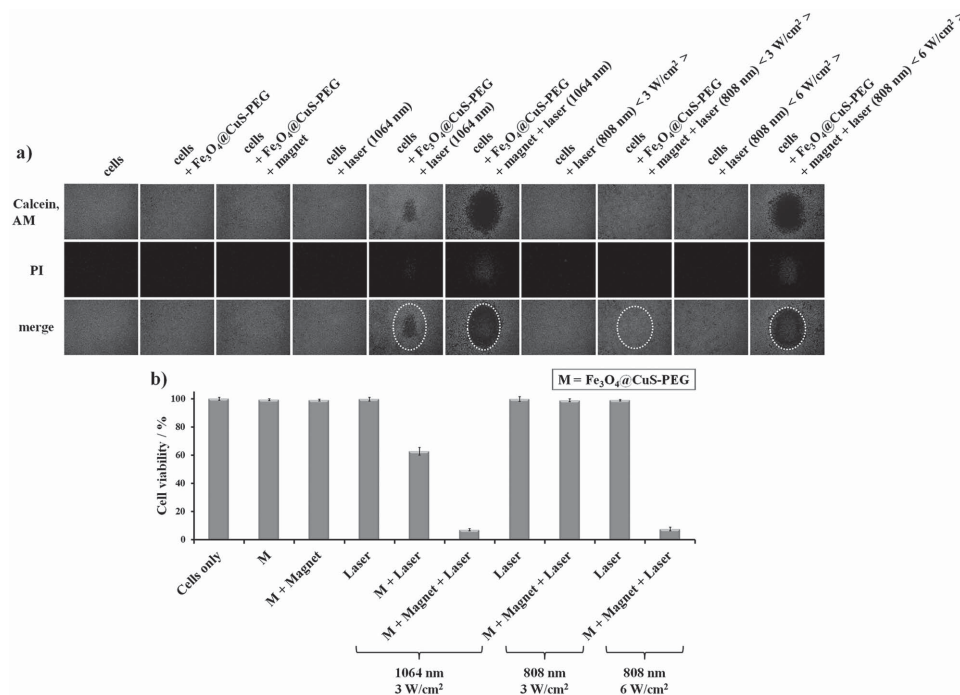 a)
cells
cells
+ Fe₃O₄@CuS-PEG
cells
+ Fe₃O₄@CuS-PEG
+ magnet
cells
+ laser (1064 nm)
cells
+ Fe₃O₄@CuS-PEG
+ laser (1064 nm)
cells
+ Fe₃O₄@CuS-PEG
+ magnet + laser (1064 nm)
cells
+ laser (808 nm) < 3 W/cm² >
cells
+ Fe₃O₄@CuS-PEG
+ magnet + laser (808 nm) < 3 W/cm² >
cells
+ laser (808 nm) < 6 W/cm² >
cells
+ Fe₃O₄@CuS-PEG
+ magnet + laser (808 nm) < 6 W/cm² >
Calcein,
AM
PI
merge
b)
M = Fe₃O₄@CuS-PEG
Cell viability / %
100
80
60
40
20
0
Cells only
M
M + Magnet
Laser
M + Laser
M + Magnet + Laser
Laser
M + Magnet + Laser
Laser
M + Magnet + Laser
1064 nm
3 W/cm²
808 nm
3 W/cm²
808 nm
6 W/cm²